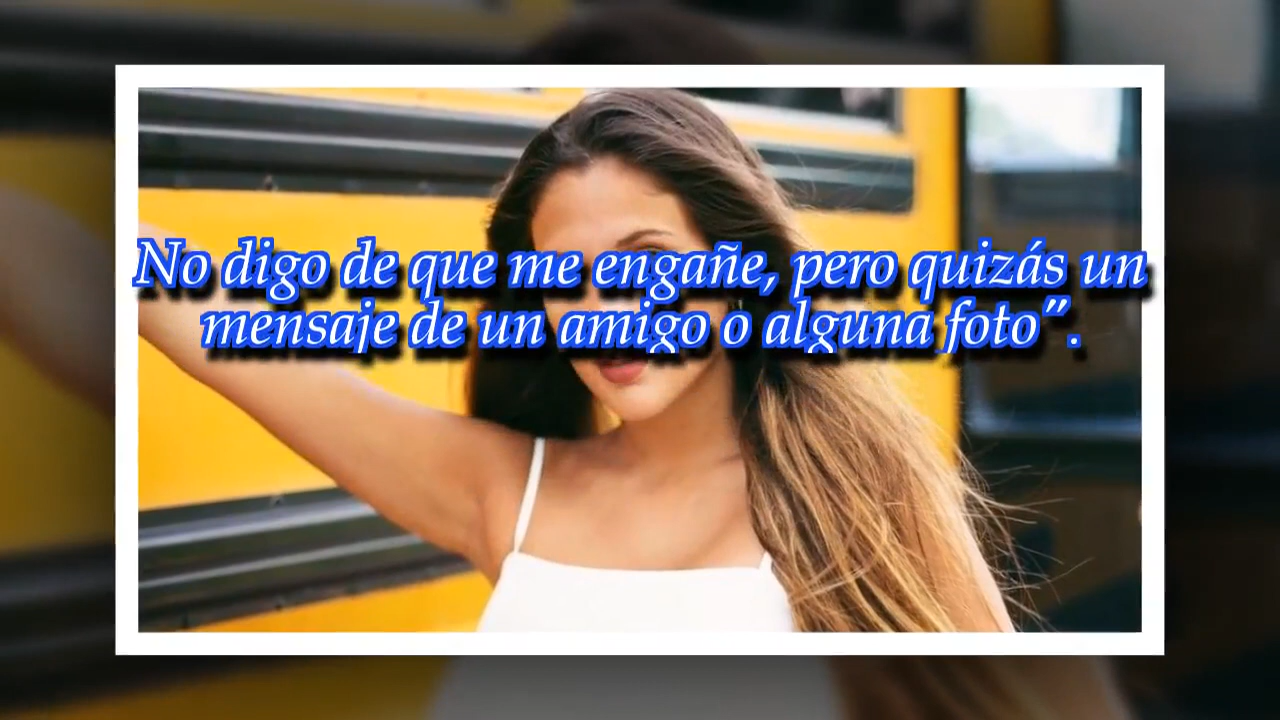 No digo de que me engañe, pero quizás un
mensaje de un amigo o alguna foto”.